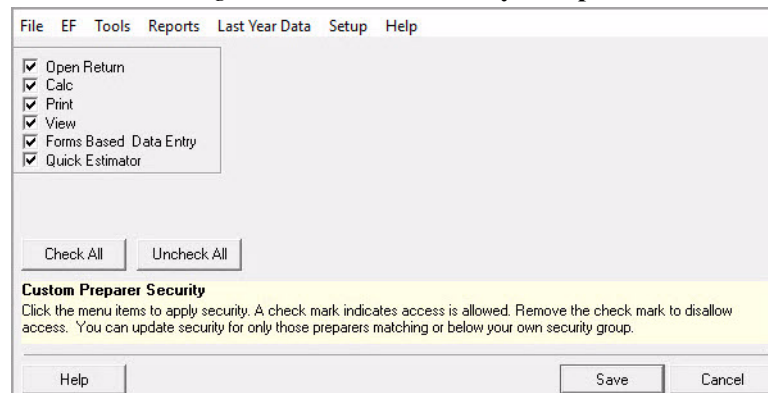 File EF Tools Reports Last Year Data Setup Help
Open Return
Calc
Print
View
Forms Based Data Entry
Quick Estimator
Check All Uncheck All
Custom Preparer Security
Click the menu items to apply security. A check mark indicates access is allowed. Remove the check mark to disallow
access. You can update security for only those preparers matching or below your own security group.
Help Save Cancel